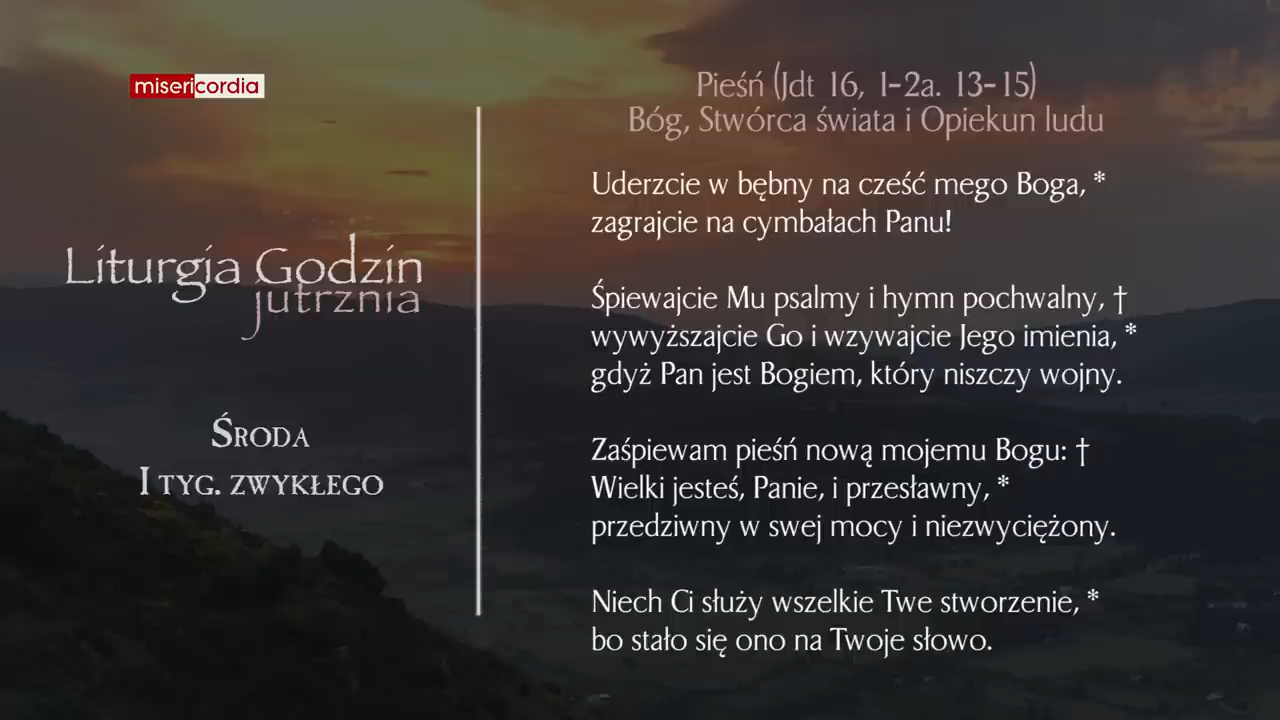 misericordia
Liturgia Godzin
jutrznia
Środa
I tyg. zwykłego
Pieśń (Jdt 16, 1-2a. 13-15)
Bóg, Stwórca świata i Opiekun ludu
Uderzcie w bębny na cześć mego Boga, *
zagrajcie na cymbałach Panu!
Śpiewajcie Mu psalmy i hymn pochwalny, †
wywyższajcie Go i wzywajcie Jego imienia, *
gdyż Pan jest Bogiem, który niszczy wojny.
Zaśpiewam pieśń nową mojemu Bogu: †
Wielki jesteś, Panie, i przesławny, *
przedziwny w swej mocy i niezwyciężony.
Niech Ci służy wszelkie Twe stworzenie, *
bo stało się ono na Twoje słowo.